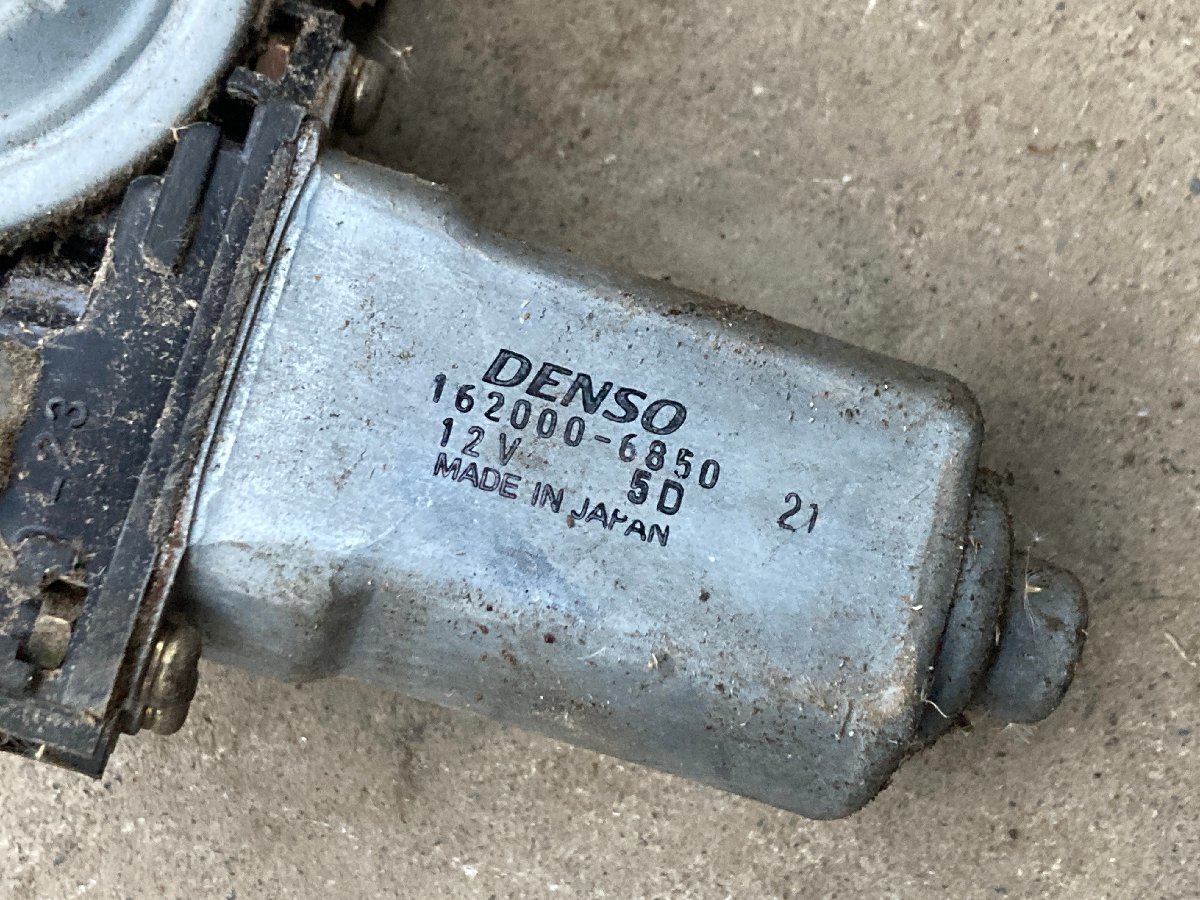 DENSO
162000-6850
12V 5D 21
MADE IN JAPAN